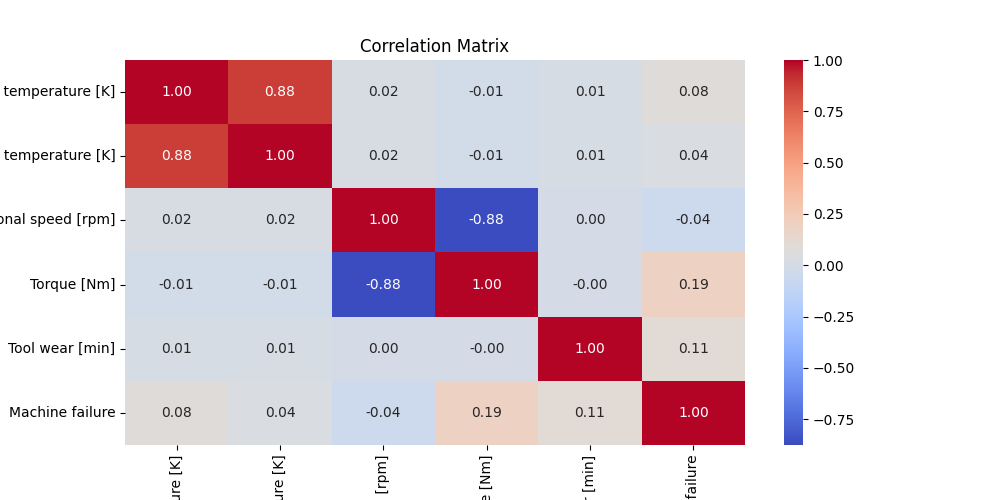 Correlation Matrix
temperature [K] 1.00 0.88 0.02 -0.01 0.01 0.08
temperature [K] 0.88 1.00 0.02 -0.01 0.01 0.04
onal speed [rpm] 0.02 0.02 1.00 -0.88 0.00 -0.04
Torque [Nm] -0.01 -0.01 -0.88 1.00 -0.00 0.19
Tool wear [min] 0.01 0.01 0.00 -0.00 1.00 0.11
Machine failure 0.08 0.04 -0.04 0.19 0.11 1.00
ure [K]
ure [K]
[rpm]
e [Nm]
r [min]
failure
1.00
0.75
0.50
0.25
0.00
−0.25
−0.50
−0.75